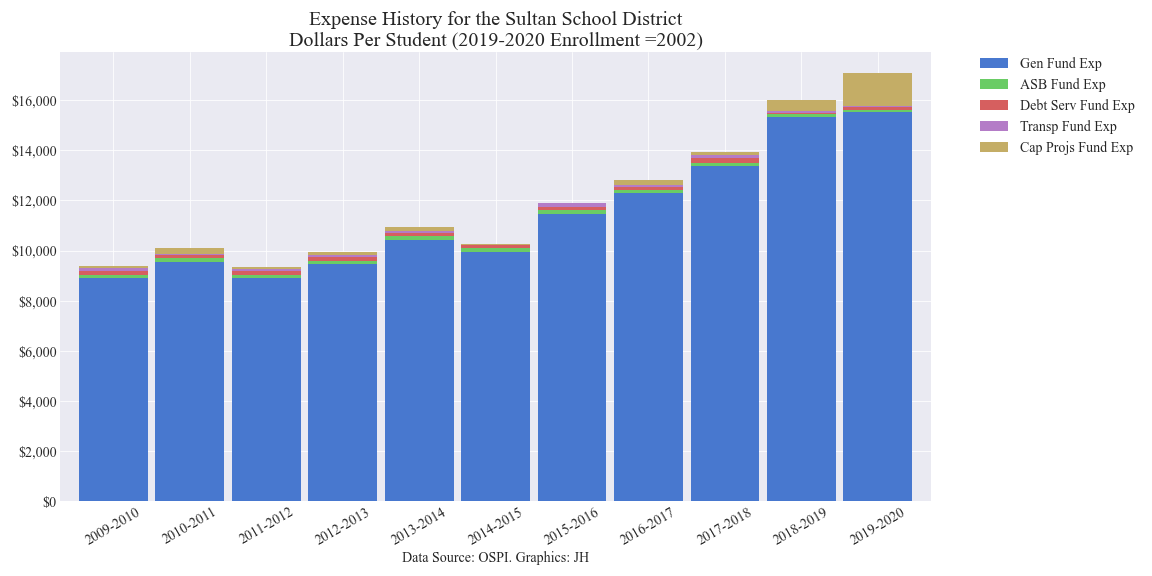 Expense History for the Sultan School District
Dollars Per Student (2019-2020 Enrollment =2002)
Gen Fund Exp
ASB Fund Exp
Debt Serv Fund Exp
Transp Fund Exp
Cap Projs Fund Exp
$16,000
$14,000
$12,000
$10,000
$8,000
$6,000
$4,000
$2,000
$0
2009-2010
2010-2011
2011-2012
2012-2013
2013-2014
2014-2015
2015-2016
2016-2017
2017-2018
2018-2019
2019-2020
Data Source: OSPI. Graphics: JH